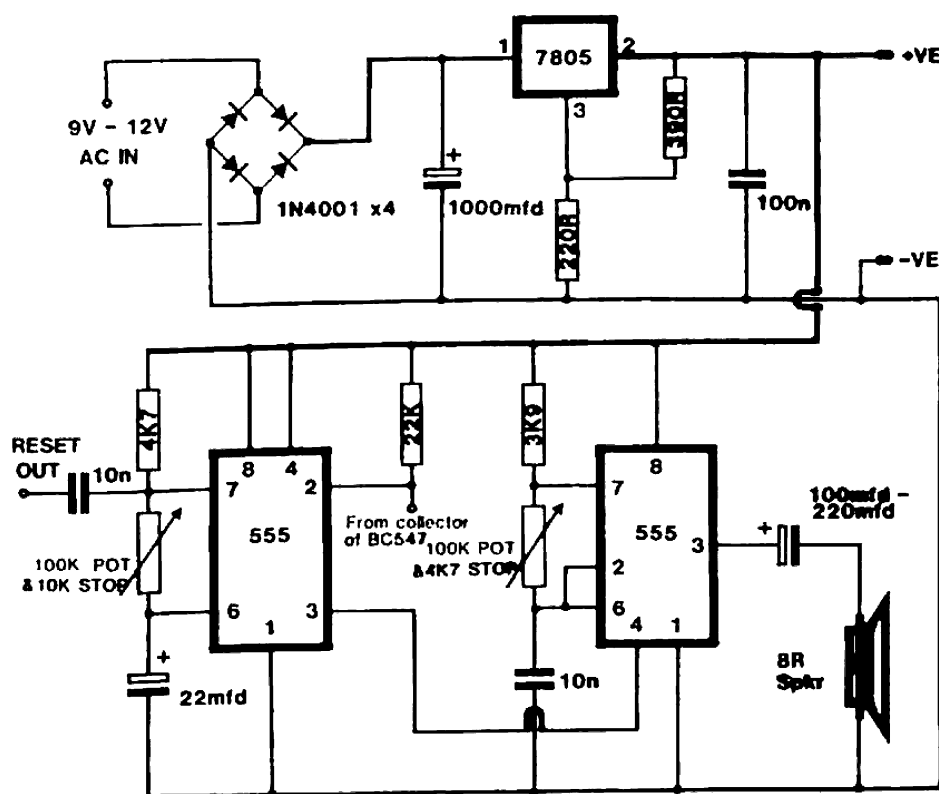 1
7805
2
+VE
3
9V - 12V
AC IN
390R
+
1N4001 x4
1000mfd
220R
100n
-VE
4K7
22K
3K9
RESET
OUT
10n
8 4
7
2
555
6
3
1
100K POT
&10K STOP
From collector
of BC547
100K POT
&4K7 STOP
8
7
555
3
2
6
4 1
100mfd -
220mfd
+
+
22mfd
10n
8R
Spkr